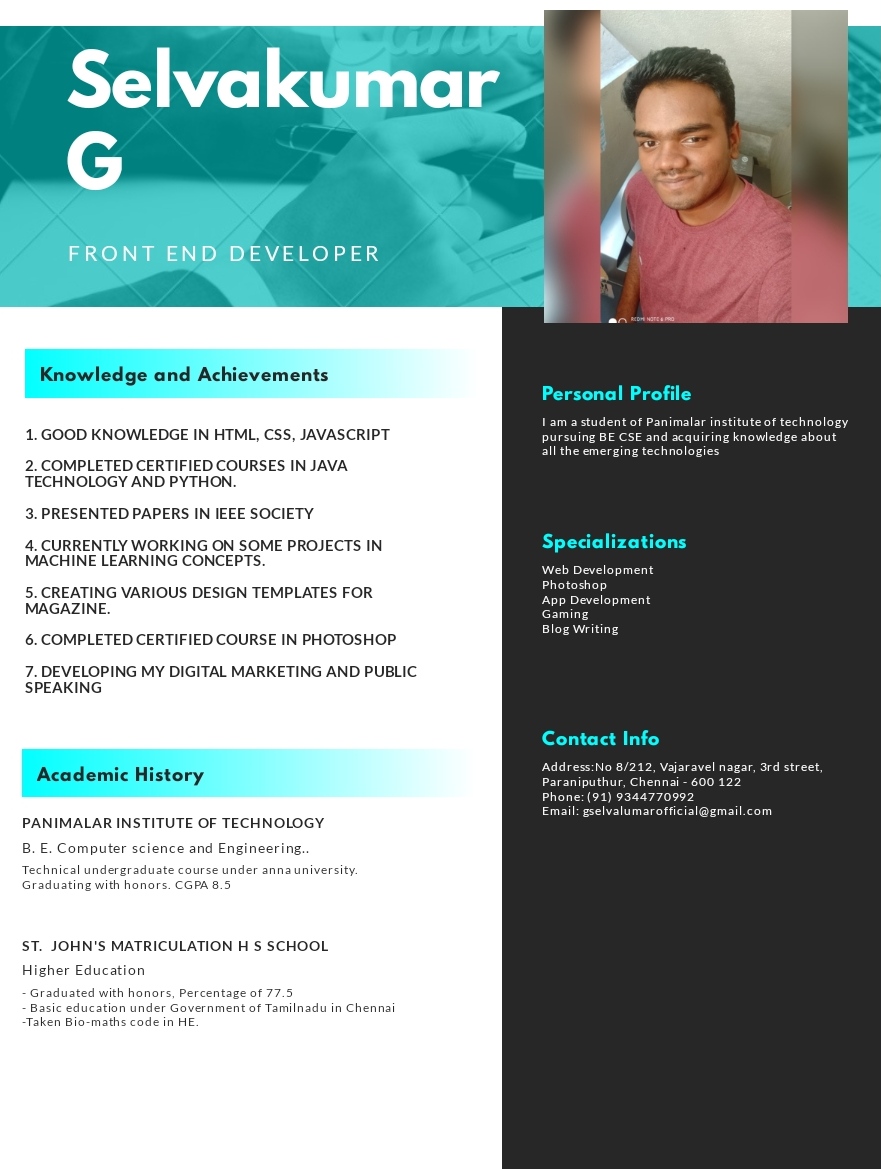 Canva
Selvakumar
G
FRONT END DEVELOPER
REDMI NOTE 6 PRO
Knowledge and Achievements
1. GOOD KNOWLEDGE IN HTML, CSS, JAVASCRIPT
2. COMPLETED CERTIFIED COURSES IN JAVA
TECHNOLOGY AND PYTHON.
3. PRESENTED PAPERS IN IEEE SOCIETY
4. CURRENTLY WORKING ON SOME PROJECTS IN
MACHINE LEARNING CONCEPTS.
5. CREATING VARIOUS DESIGN TEMPLATES FOR
MAGAZINE.
6. COMPLETED CERTIFIED COURSE IN PHOTOSHOP
7. DEVELOPING MY DIGITAL MARKETING AND PUBLIC
SPEAKING
Academic History
PANIMALAR INSTITUTE OF TECHNOLOGY
B. E. Computer science and Engineering..
Technical undergraduate course under anna university.
Graduating with honors. CGPA 8.5
ST.  JOHN'S MATRICULATION H S SCHOOL
Higher Education
- Graduated with honors, Percentage of 77.5
- Basic education under Government of Tamilnadu in Chennai
-Taken Bio-maths code in HE.
Personal Profile
I am a student of Panimalar institute of technology
pursuing BE CSE and acquiring knowledge about
all the emerging technologies
Specializations
Web Development
Photoshop
App Development
Gaming
Blog Writing
Contact Info
Address:No 8/212, Vajaravel nagar, 3rd street,
Paraniputhur, Chennai - 600 122
Phone: (91) 9344770992
Email: gselvalumarofficial@gmail.com